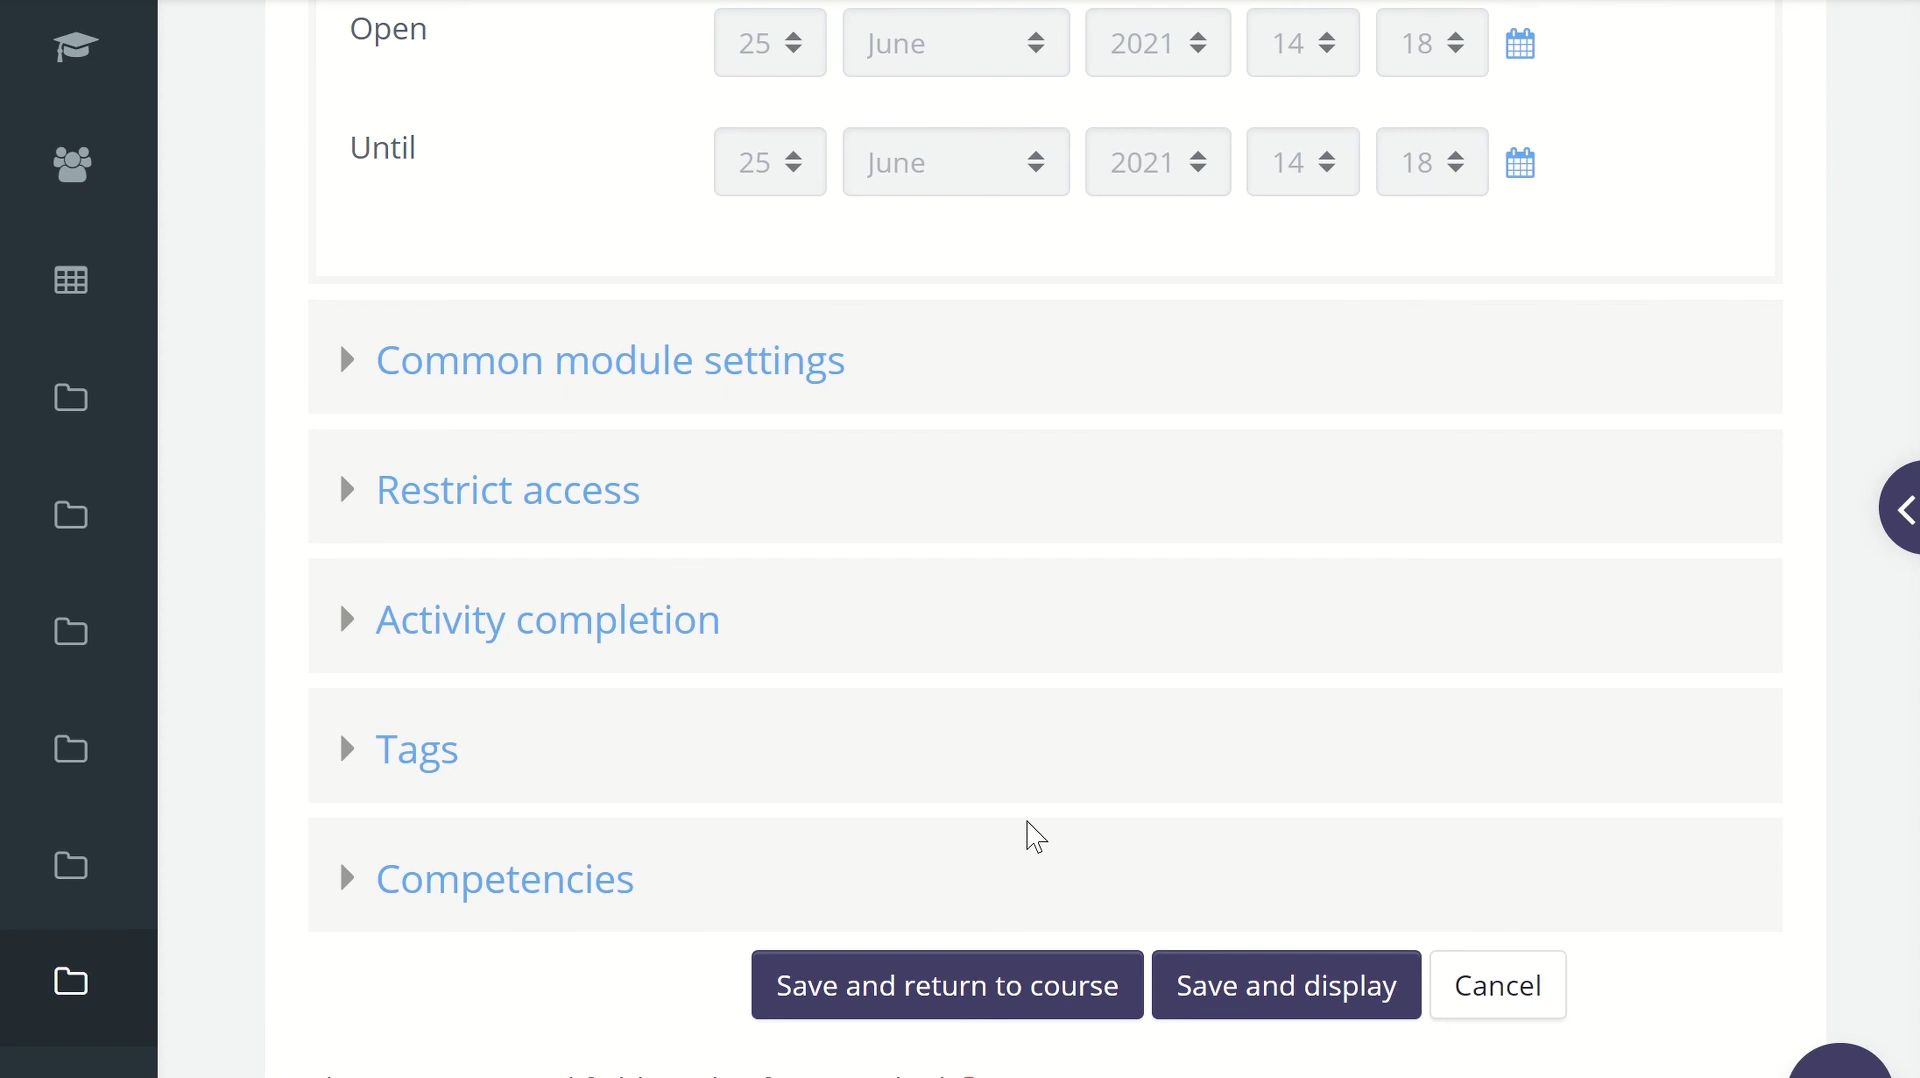 Open 25 June 2021 14 18
Until 25 June 2021 14 18
Common module settings
Restrict access
Activity completion
Tags
Competencies
Save and return to course Save and display Cancel